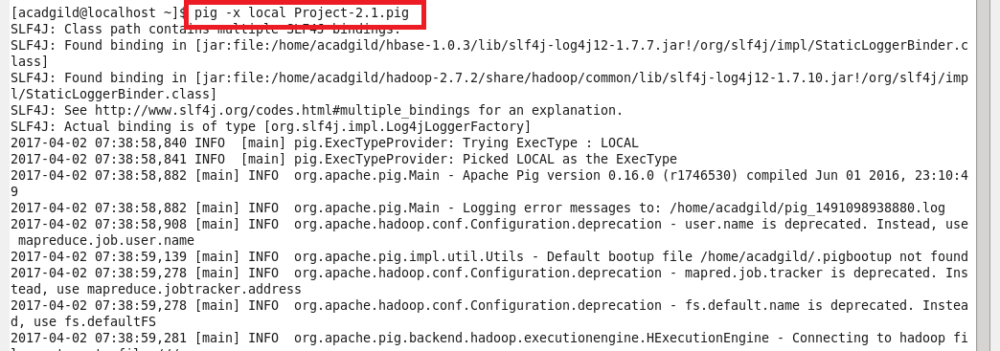 [acadgild@localhost ~]$ pig -x local Project-2.1.pig
SLF4J: Class path contains multiple SLF4J bindings.
SLF4J: Found binding in [jar:file:/home/acadgild/hbase-1.0.3/lib/slf4j-log4j12-1.7.7.jar!/org/slf4j/impl/StaticLoggerBinder.c
lass]
SLF4J: Found binding in [jar:file:/home/acadgild/hadoop-2.7.2/share/hadoop/common/lib/slf4j-log4j12-1.7.10.jar!/org/slf4j/imp
l/StaticLoggerBinder.class]
SLF4J: See http://www.slf4j.org/codes.html#multiple_bindings for an explanation.
SLF4J: Actual binding is of type [org.slf4j.impl.Log4jLoggerFactory]
2017-04-02 07:38:58,840 INFO  [main] pig.ExecTypeProvider: Trying ExecType : LOCAL
2017-04-02 07:38:58,841 INFO  [main] pig.ExecTypeProvider: Picked LOCAL as the ExecType
2017-04-02 07:38:58,882 [main] INFO  org.apache.pig.Main - Apache Pig version 0.16.0 (r1746530) compiled Jun 01 2016, 23:10:4
9
2017-04-02 07:38:58,882 [main] INFO  org.apache.pig.Main - Logging error messages to: /home/acadgild/pig_1491098938880.log
2017-04-02 07:38:58,908 [main] INFO  org.apache.hadoop.conf.Configuration.deprecation - user.name is deprecated. Instead, use
 mapreduce.job.user.name
2017-04-02 07:38:59,139 [main] INFO  org.apache.pig.impl.util.Utils - Default bootup file /home/acadgild/.pigbootup not found
2017-04-02 07:38:59,278 [main] INFO  org.apache.hadoop.conf.Configuration.deprecation - mapred.job.tracker is deprecated. Ins
tead, use mapreduce.jobtracker.address
2017-04-02 07:38:59,278 [main] INFO  org.apache.hadoop.conf.Configuration.deprecation - fs.default.name is deprecated. Instea
d, use fs.defaultFS
2017-04-02 07:38:59,281 [main] INFO  org.apache.pig.backend.hadoop.executionengine.HExecutionEngine - Connecting to hadoop fi